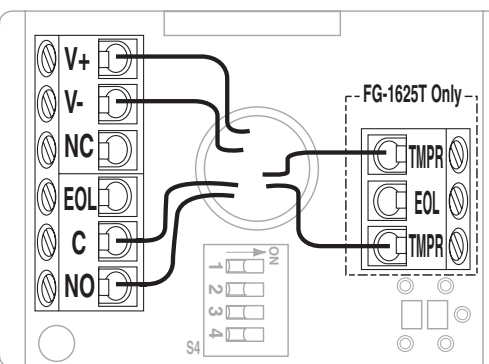 V+
V-
NC
EOL
C
NO
FG-1625T Only
TMPR
EOL
TMPR
ON
1
2
3
4
S4